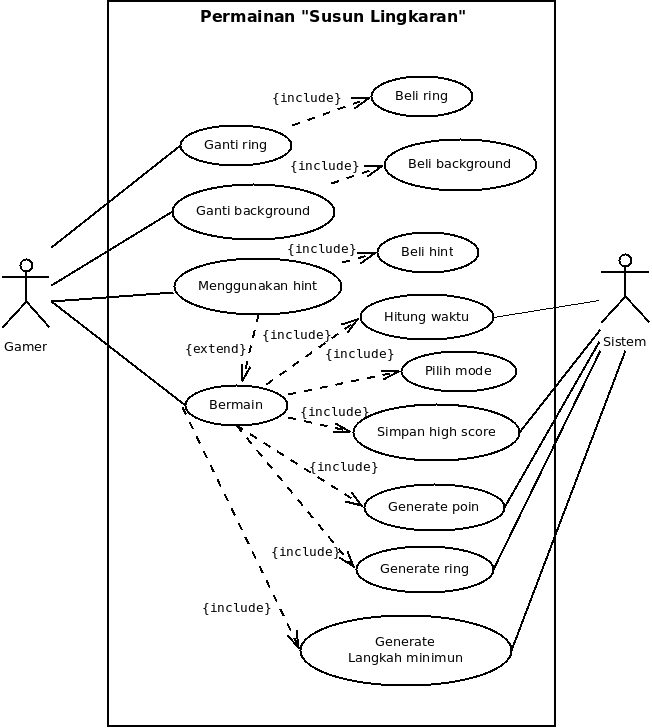 Permainan "Susun Lingkaran"
{include}
Beli ring
Ganti ring
{include}
Beli background
Ganti background
{include}
Beli hint
Menggunakan hint
{extend}
{include}
Hitung waktu
{include}
Pilih mode
Gamer
Sistem
Bermain
{include}
Simpan high score
{include}
Generate poin
{include}
Generate ring
{include}
Generate
Langkah minimun